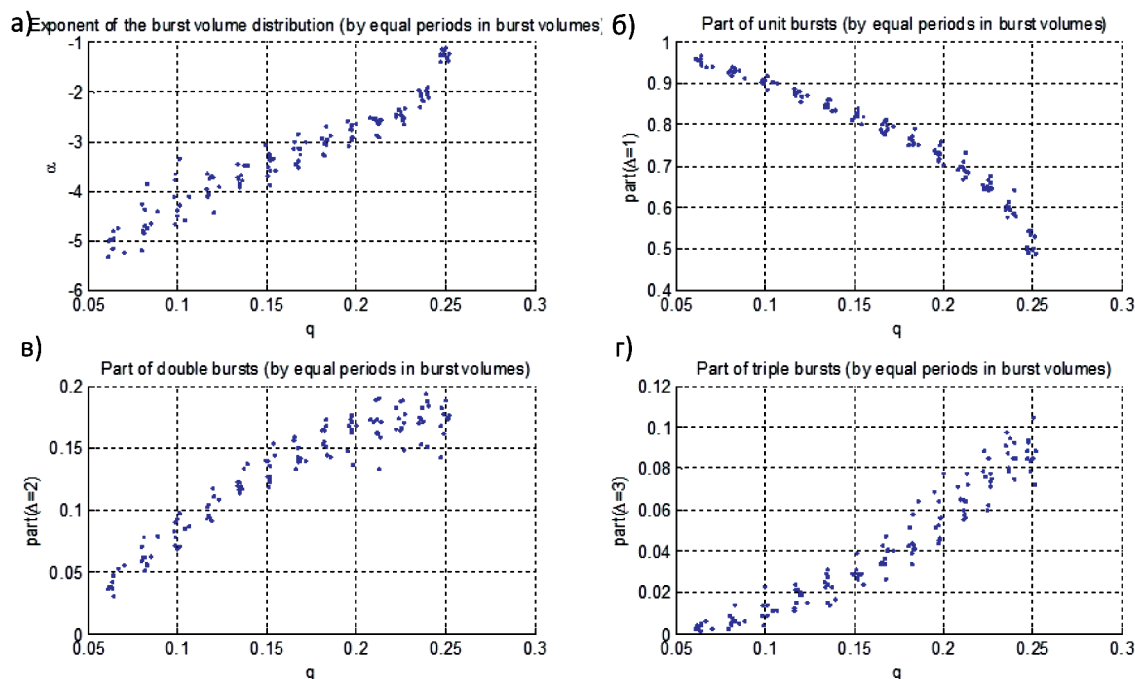 а)
Exponent of the burst volume distribution (by equal periods in burst volumes)
-1
-2
-3
-4
-5
-6
α
0.05 0.1 0.15 0.2 0.25 0.3
q
б)
Part of unit bursts (by equal periods in burst volumes)
1
0.9
0.8
0.7
0.6
0.5
0.4
part(Δ=1)
0.05 0.1 0.15 0.2 0.25 0.3
q
в)
Part of double bursts (by equal periods in burst volumes)
0.2
0.15
0.1
0.05
0
part(Δ=2)
0.05 0.1 0.15 0.2 0.25 0.3
q
г)
Part of triple bursts (by equal periods in burst volumes)
0.12
0.1
0.08
0.06
0.04
0.02
0
part(Δ=3)
0.05 0.1 0.15 0.2 0.25 0.3
q